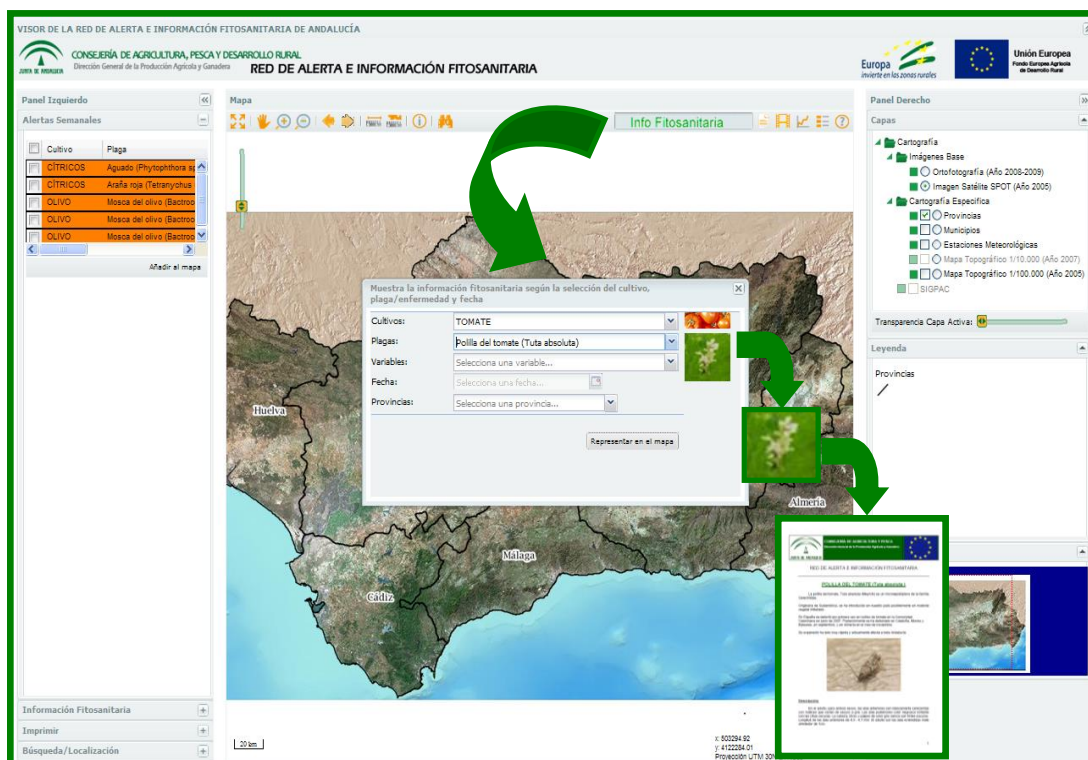 VISOR DE LA RED DE ALERTA E INFORMACIÓN FITOSANITARIA DE ANDALUCÍA
JUNTA DE ANDALUCIA
CONSEJERÍA DE AGRICULTURA, PESCA Y DESARROLLO RURAL
Dirección General de la Producción Agrícola y Ganadera
RED DE ALERTA E INFORMACIÓN FITOSANITARIA
Europa
invierte en las zonas rurales
Unión Europea
Fondo Europeo Agrícola
de Desarrollo Rural
Panel Izquierdo
Alertas Semanales
Cultivo Plaga
CÍTRICOS Aguado (Phytophthora sp
CÍTRICOS Araña roja (Tetranychus
OLIVO Mosca del olivo (Bactroc
OLIVO Mosca del olivo (Bactroc
OLIVO Mosca del olivo (Bactroc
Añadir al mapa
Información Fitosanitaria
Imprimir
Búsqueda/Localización
Mapa
Info Fitosanitaria
Muestra la información fitosanitaria según la selección del cultivo,
plaga/enfermedad y fecha
Cultivos: TOMATE
Plagas: Polilla del tomate (Tuta absoluta)
Variables: Selecciona una variable...
Fecha: Selecciona una fecha...
Provincias: Selecciona una provincia...
Representar en el mapa
Huelva
Almería
Málaga
Cádiz
20 km
x: 503294.92
y: 4122284.01
Proyección UTM 30N
Panel Derecho
Capas
Cartografía
Imágenes Base
Ortofotografía (Año 2008-2009)
Imagen Satélite SPOT (Año 2005)
Cartografía Especifica
Provincias
Municipios
Estaciones Meteorológicas
Mapa Topográfico 1/10.000 (Año 2007)
Mapa Topográfico 1/100.000 (Año 2005)
SIGPAC
Transparencia Capa Activa:
Leyenda
Provincias
CONSEJERÍA DE AGRICULTURA Y PESCA
RED DE ALERTA E INFORMACIÓN FITOSANITARIA
POLILLA DEL TOMATE (Tuta absoluta)